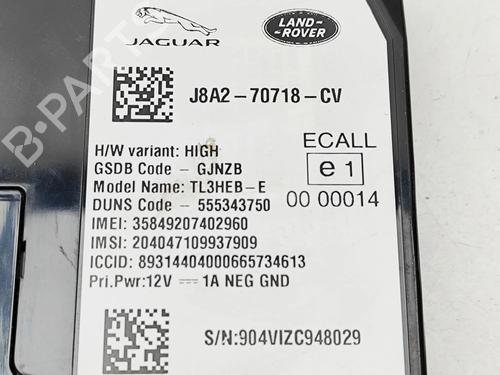 JAGUAR
LAND-
ROVER
J8A2-70718-CV
H/W variant: HIGH
GSDB Code - GJNZB
Model Name: TL3HEB-E
DUNS Code - 555343750
IMEI: 35849207402960
IMSI: 204047109937909
ICCID: 89314404000665734613
Pri.Pwr:12V 1A NEG GND
ECALL
e1
00 00014
S/N:904VIZC948029
B-PARTS